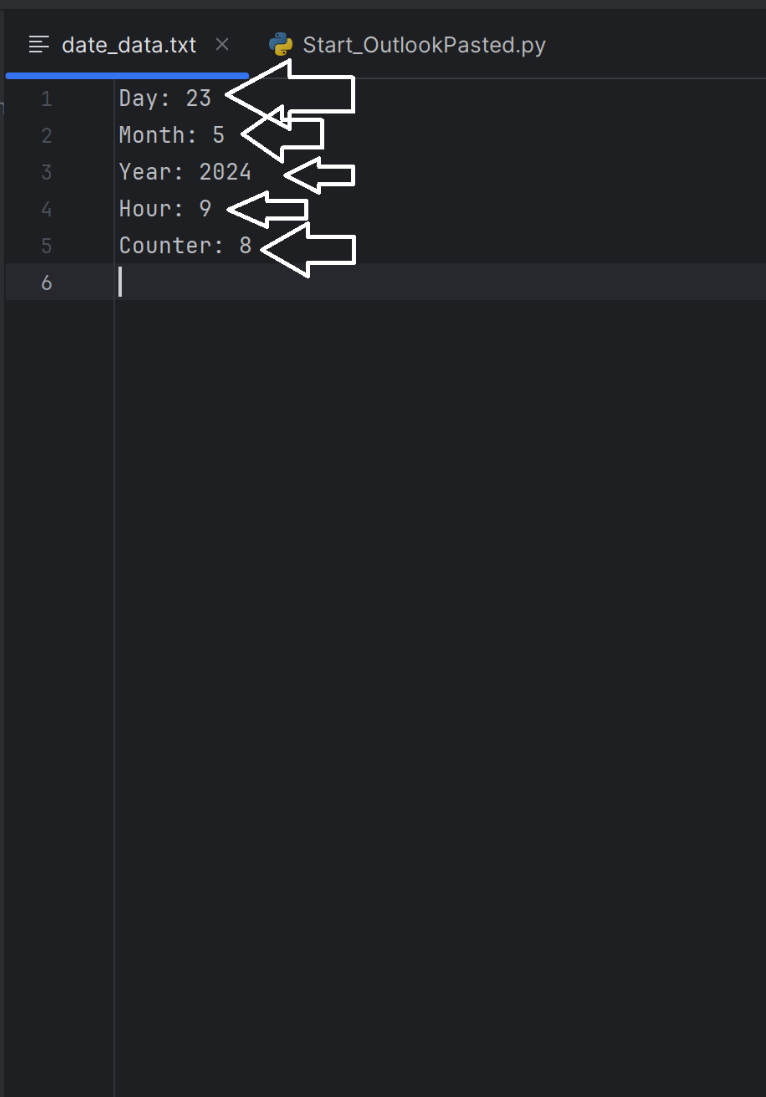 date_data.txt Start_OutlookPasted.py
1 Day: 23
2 Month: 5
3 Year: 2024
4 Hour: 9
5 Counter: 8
6